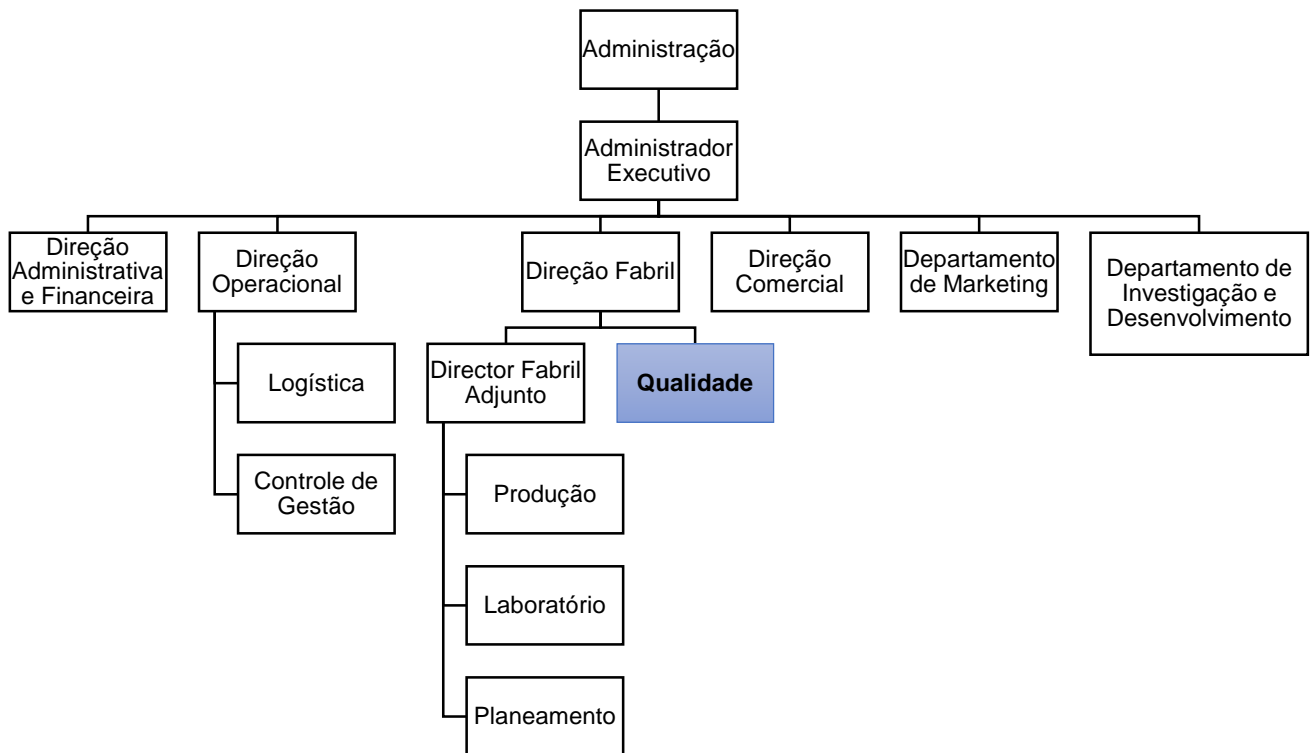 Administração
Administrador
Executivo
Direção
Administrativa
e Financeira
Direção
Operacional
Direção Fabril
Direção
Comercial
Departamento
de Marketing
Departamento de
Investigação e
Desenvolvimento
Logística
Controle de
Gestão
Director Fabril
Adjunto
Qualidade
Produção
Laboratório
Planeamento